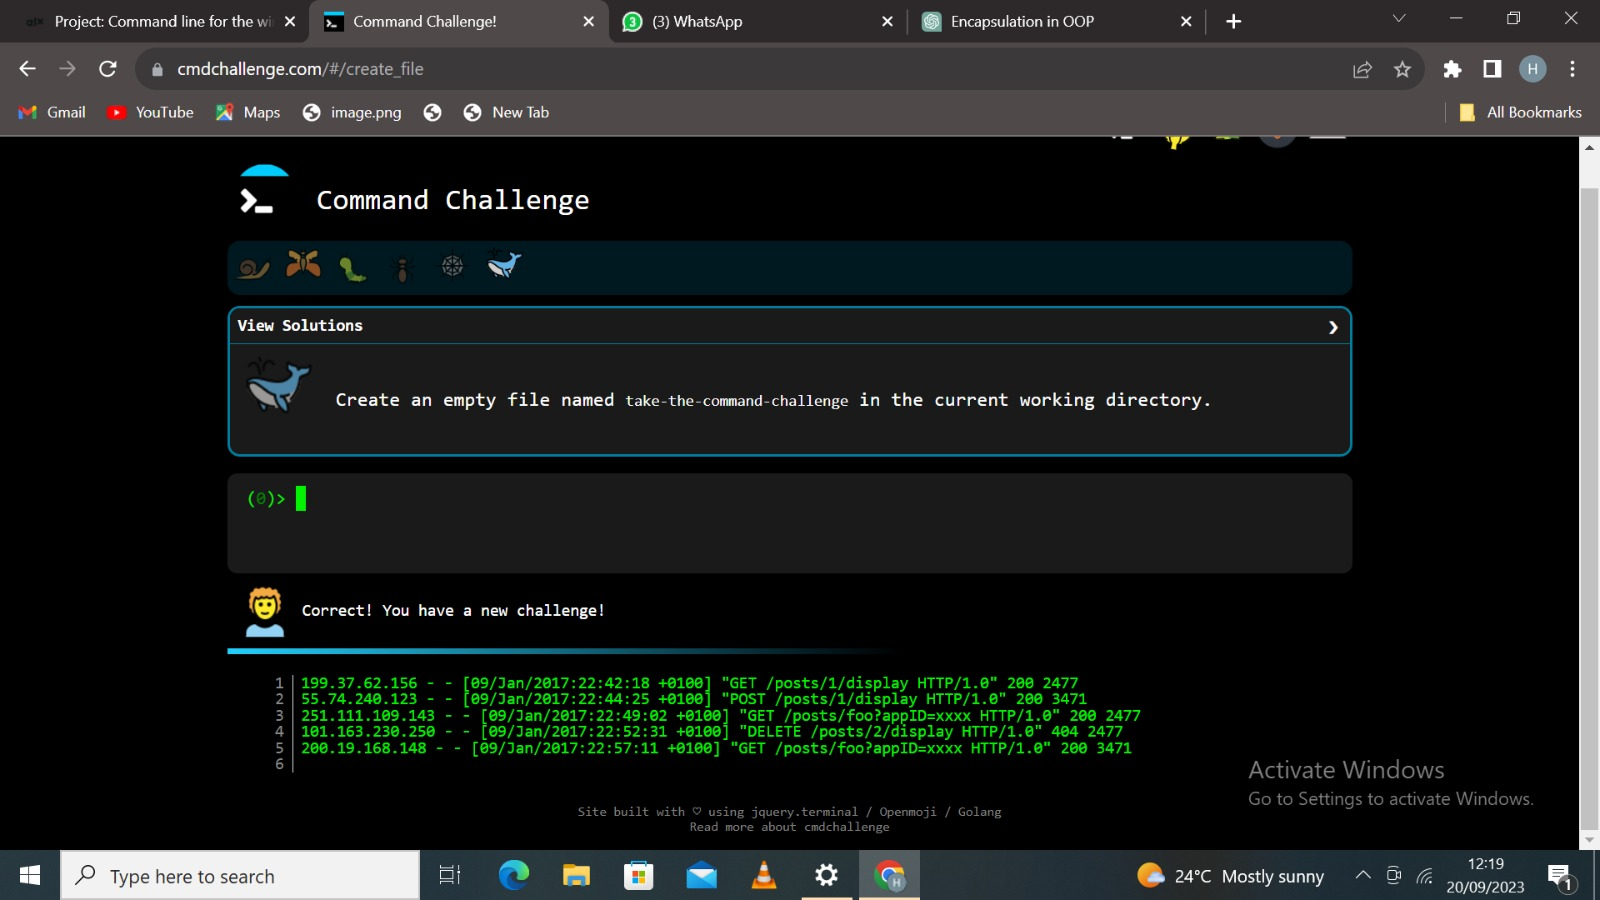 alx Project: Command line for the wi
Command Challenge!
3 (3) WhatsApp
Encapsulation in OOP
cmdchallenge.com/#/create_file
H
Gmail
YouTube
Maps
image.png
New Tab
All Bookmarks
Command Challenge
View Solutions
Create an empty file named take-the-command-challenge in the current working directory.
(0)>
Correct! You have a new challenge!
1 199.37.62.156 - - [09/Jan/2017:22:42:18 +0100] "GET /posts/1/display HTTP/1.0" 200 2477
2 55.74.240.123 - - [09/Jan/2017:22:44:25 +0100] "POST /posts/1/display HTTP/1.0" 200 3471
3 251.111.109.143 - - [09/Jan/2017:22:49:02 +0100] "GET /posts/foo?appID=xxxx HTTP/1.0" 200 2477
4 101.163.230.250 - - [09/Jan/2017:22:52:31 +0100] "DELETE /posts/2/display HTTP/1.0" 404 2477
5 200.19.168.148 - - [09/Jan/2017:22:57:11 +0100] "GET /posts/foo?appID=xxxx HTTP/1.0" 200 3471
6
Activate Windows
Go to Settings to activate Windows.
Site built with ♡ using jquery.terminal / Openmoji / Golang
Read more about cmdchallenge
Type here to search
H
24°C Mostly sunny
12:19
20/09/2023
1